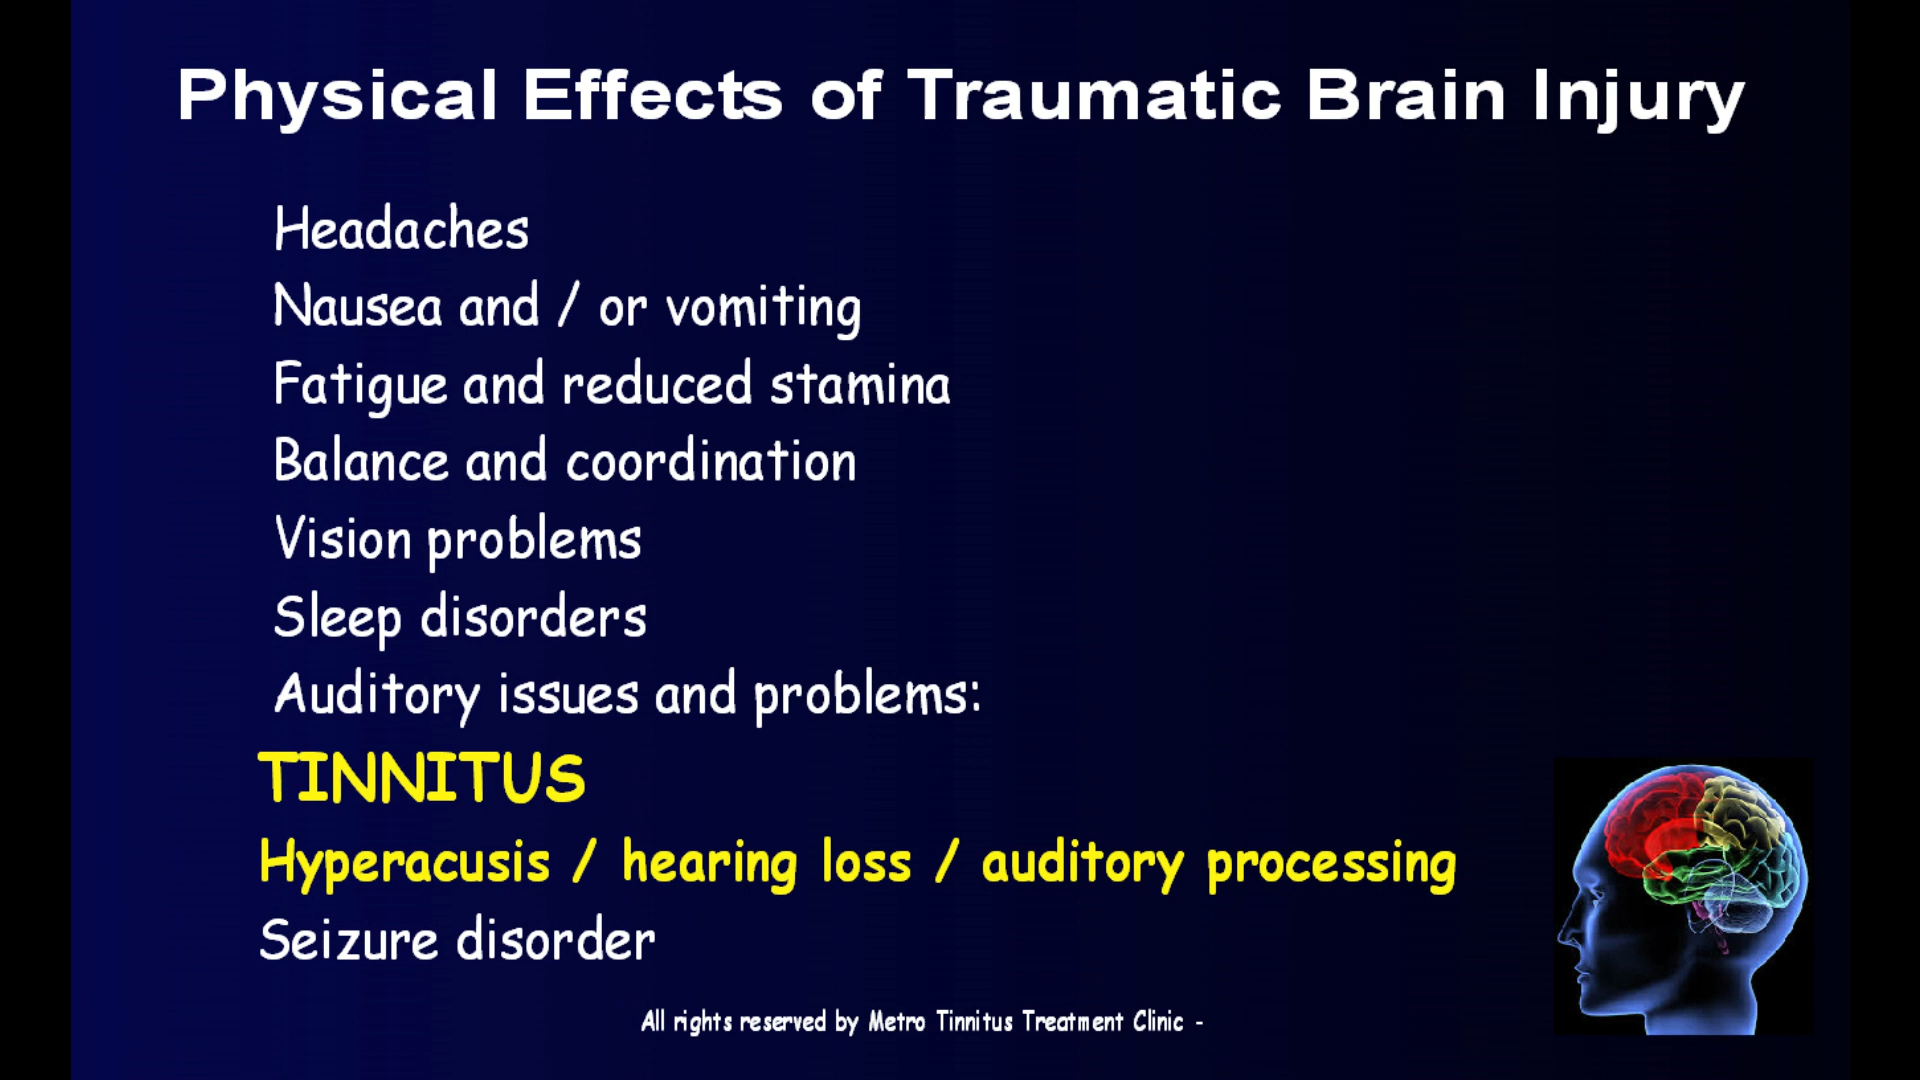 Physical Effects of Traumatic Brain Injury
Headaches
Nausea and / or vomiting
Fatigue and reduced stamina
Balance and coordination
Vision problems
Sleep disorders
Auditory issues and problems:
TINNITUS
Hyperacusis / hearing loss / auditory processing
Seizure disorder
All rights reserved by Metro Tinnitus Treatment Clinic -